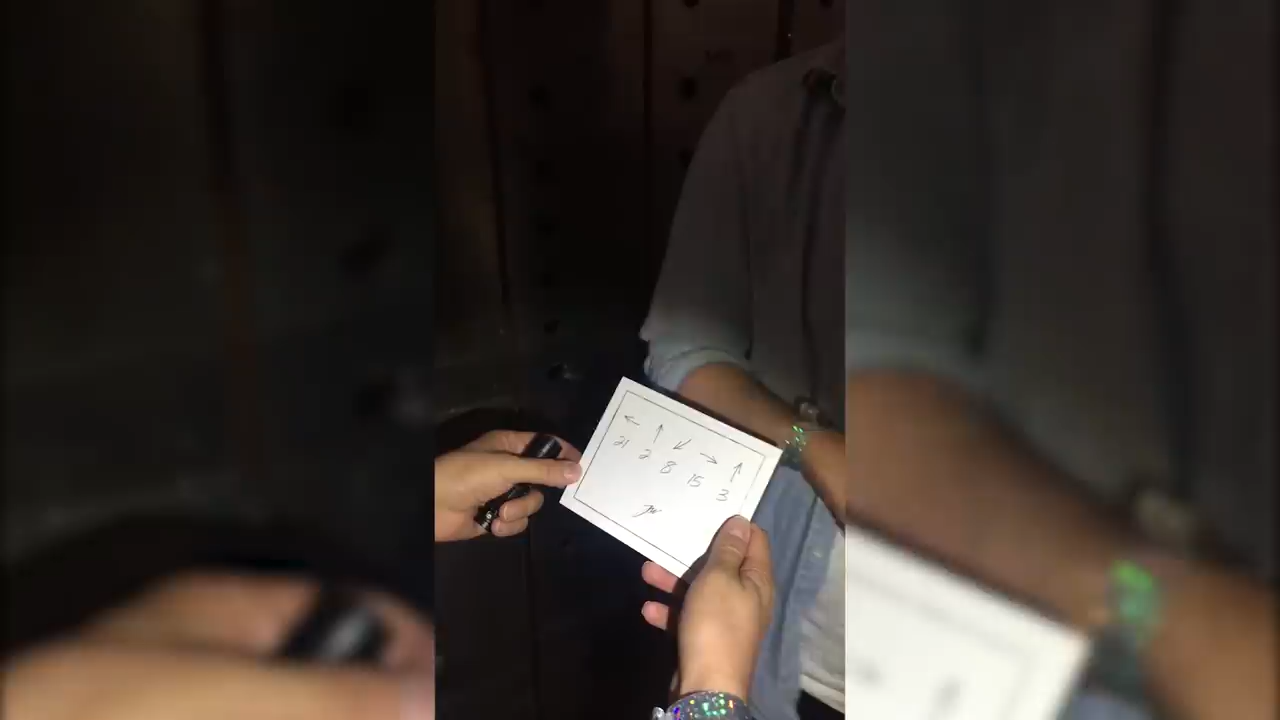 ← ↑ ↙ → ↑
21 2 8 15 3